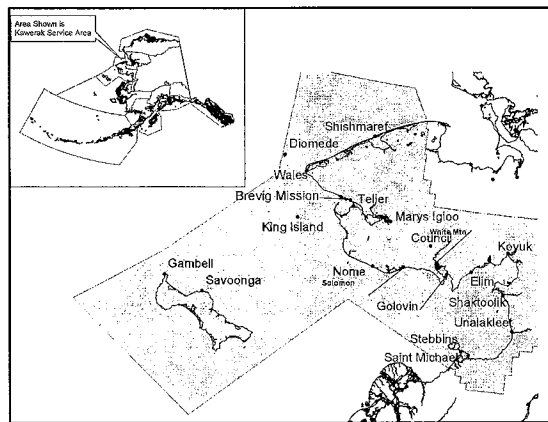 Area Shown is
Kawerak Service Area
Shishmaref
Diomede
Wales
Brevig Mission
Teller
Marys Igloo
King Island
Council
White Mtn
Koyuk
Gambell
Savoonga
Nome
Solomon
Elim
Golovin
Shaktoolik
Unalakleet
Stebbins
Saint Michael